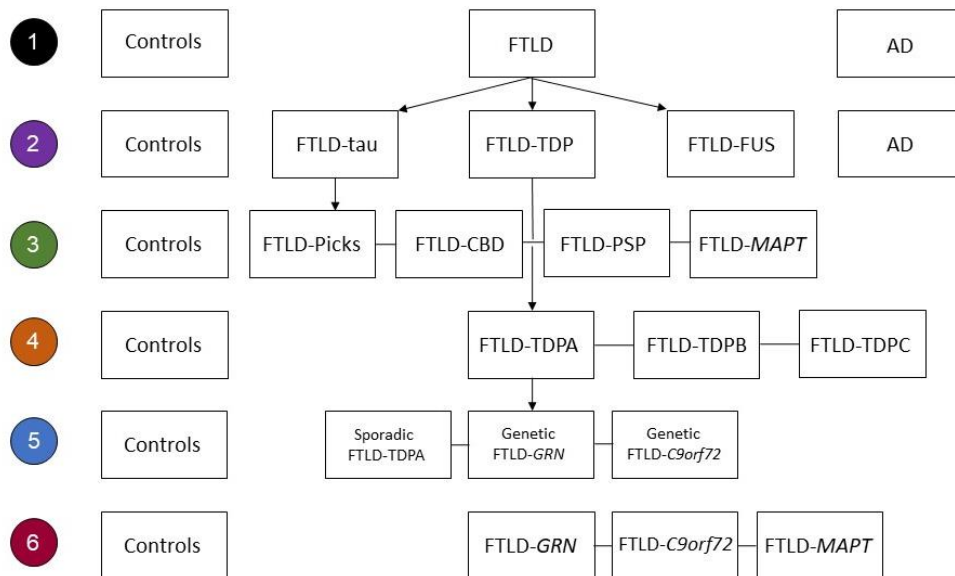 1 Controls FTLD AD
2 Controls FTLD-tau FTLD-TDP FTLD-FUS AD
3 Controls FTLD-Picks FTLD-CBD FTLD-PSP FTLD-MAPT
4 Controls FTLD-TDPA FTLD-TDPB FTLD-TDPC
5 Controls
Sporadic
FTLD-TDPA
Genetic
FTLD-GRN
Genetic
FTLD-C9orf72
6 Controls FTLD-GRN FTLD-C9orf72 FTLD-MAPT